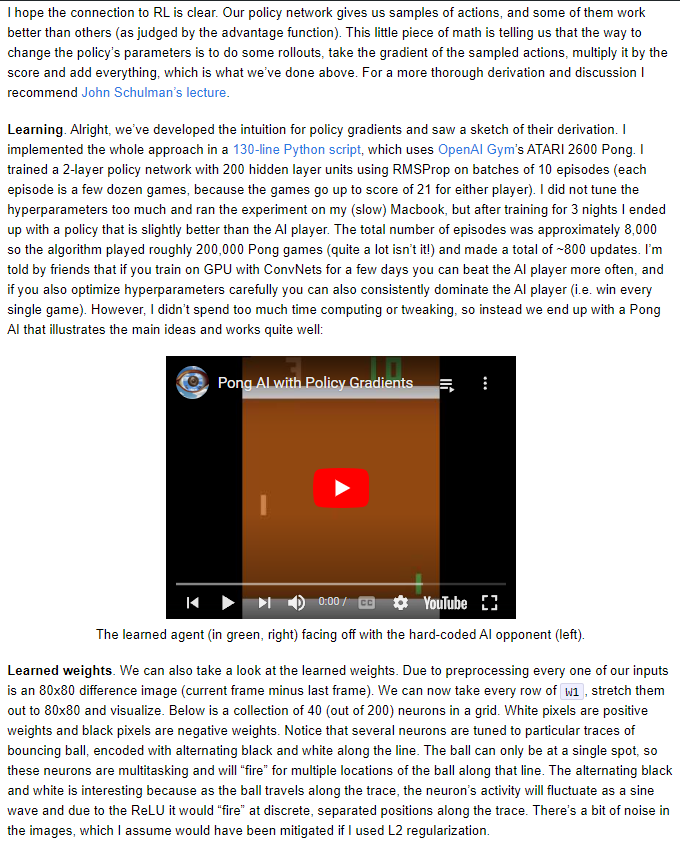 I hope the connection to RL is clear. Our policy network gives us samples of actions, and some of them work
better than others (as judged by the advantage function). This little piece of math is telling us that the way to
change the policy's parameters is to do some rollouts, take the gradient of the sampled actions, multiply it by the
score and add everything, which is what we've done above. For a more thorough derivation and discussion I
recommend John Schulman's lecture.
Learning. Alright, we've developed the intuition for policy gradients and saw a sketch of their derivation. I
implemented the whole approach in a 130-line Python script, which uses OpenAI Gym's ATARI 2600 Pong. I
trained a 2-layer policy network with 200 hidden layer units using RMSProp on batches of 10 episodes (each
episode is a few dozen games, because the games go up to score of 21 for either player). I did not tune the
hyperparameters too much and ran the experiment on my (slow) Macbook, but after training for 3 nights I ended
up with a policy that is slightly better than the AI player. The total number of episodes was approximately 8,000
so the algorithm played roughly 200,000 Pong games (quite a lot isn't it!) and made a total of ~800 updates. I'm
told by friends that if you train on GPU with ConvNets for a few days you can beat the AI player more often, and
if you also optimize hyperparameters carefully you can also consistently dominate the AI player (i.e. win every
single game). However, I didn't spend too much time computing or tweaking, so instead we end up with a Pong
AI that illustrates the main ideas and works quite well:
3 10
Pong AI with Policy Gradients
0:00 / CC YouTube
The learned agent (in green, right) facing off with the hard-coded AI opponent (left).
Learned weights. We can also take a look at the learned weights. Due to preprocessing every one of our inputs
is an 80x80 difference image (current frame minus last frame). We can now take every row of W1, stretch them
out to 80x80 and visualize. Below is a collection of 40 (out of 200) neurons in a grid. White pixels are positive
weights and black pixels are negative weights. Notice that several neurons are tuned to particular traces of
bouncing ball, encoded with alternating black and white along the line. The ball can only be at a single spot, so
these neurons are multitasking and will "fire" for multiple locations of the ball along that line. The alternating black
and white is interesting because as the ball travels along the trace, the neuron's activity will fluctuate as a sine
wave and due to the ReLU it would "fire" at discrete, separated positions along the trace. There's a bit of noise in
the images, which I assume would have been mitigated if I used L2 regularization.